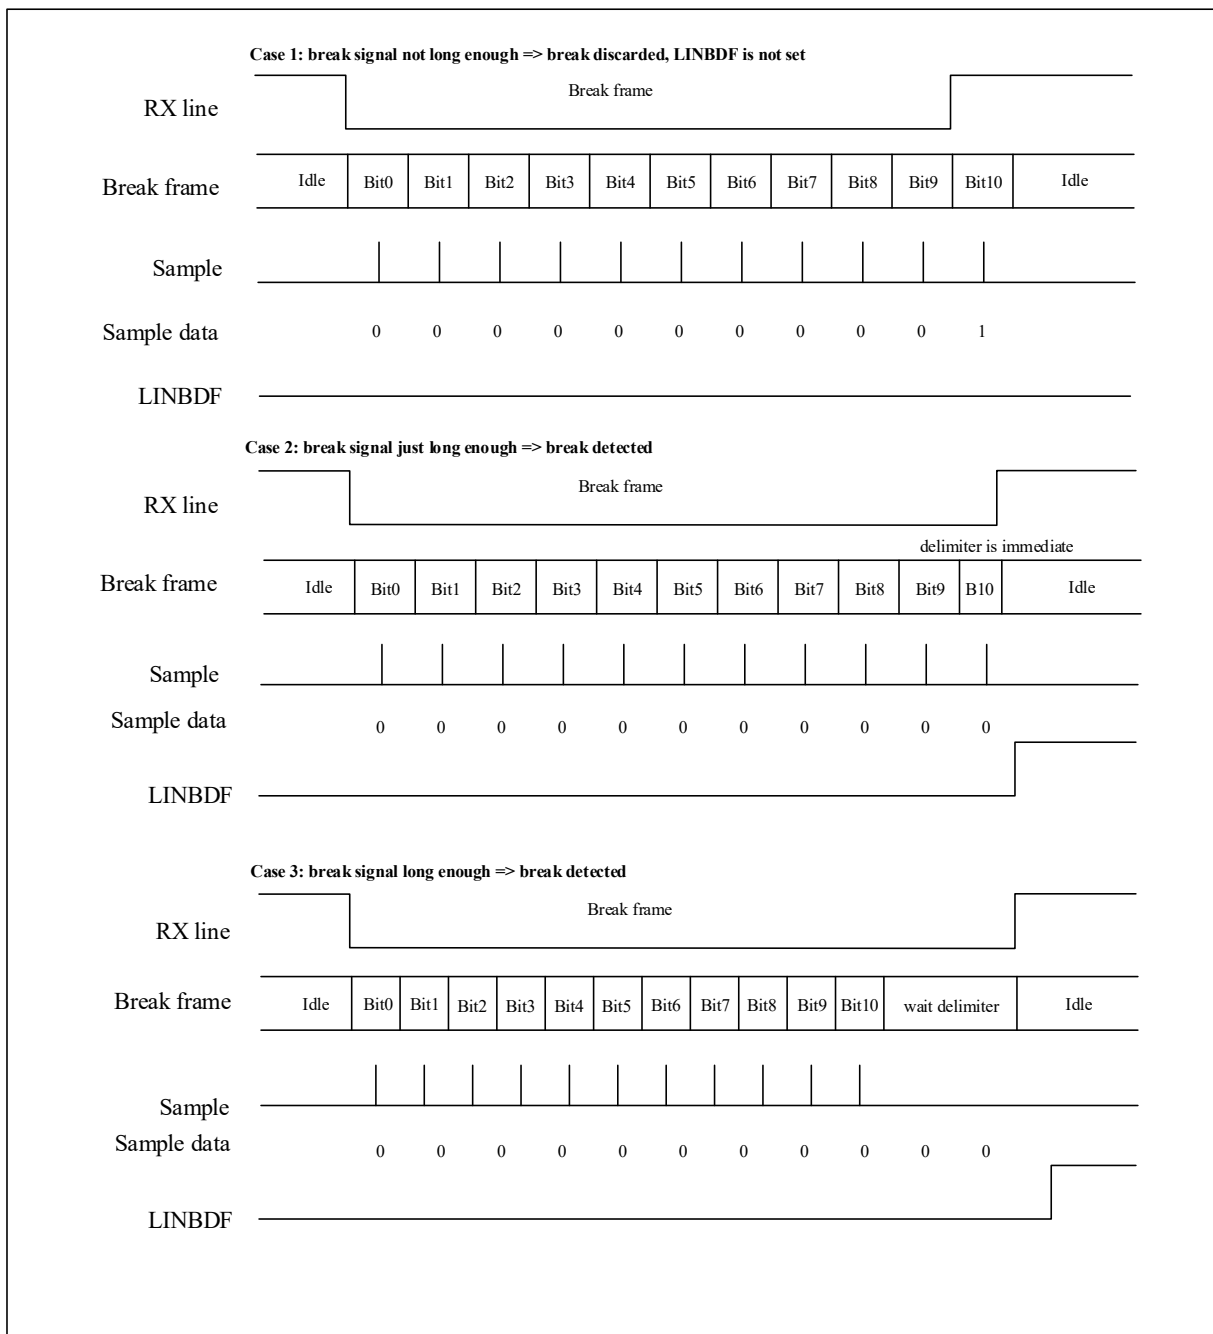 Case 1: break signal not long enough => break discarded, LINBDF is not set
RX line
Break frame
Break frame
Idle Bit0 Bit1 Bit2 Bit3 Bit4 Bit5 Bit6 Bit7 Bit8 Bit9 Bit10 Idle
Sample
Sample data
0 0 0 0 0 0 0 0 0 0 1
LINBDF
Case 2: break signal just long enough => break detected
RX line
Break frame
delimiter is immediate
Break frame
Idle Bit0 Bit1 Bit2 Bit3 Bit4 Bit5 Bit6 Bit7 Bit8 Bit9 B10 Idle
Sample
Sample data
0 0 0 0 0 0 0 0 0 0 0
LINBDF
Case 3: break signal long enough => break detected
RX line
Break frame
Break frame
Idle Bit0 Bit1 Bit2 Bit3 Bit4 Bit5 Bit6 Bit7 Bit8 Bit9 Bit10 wait delimiter Idle
Sample
Sample data
0 0 0 0 0 0 0 0 0 0 0
LINBDF